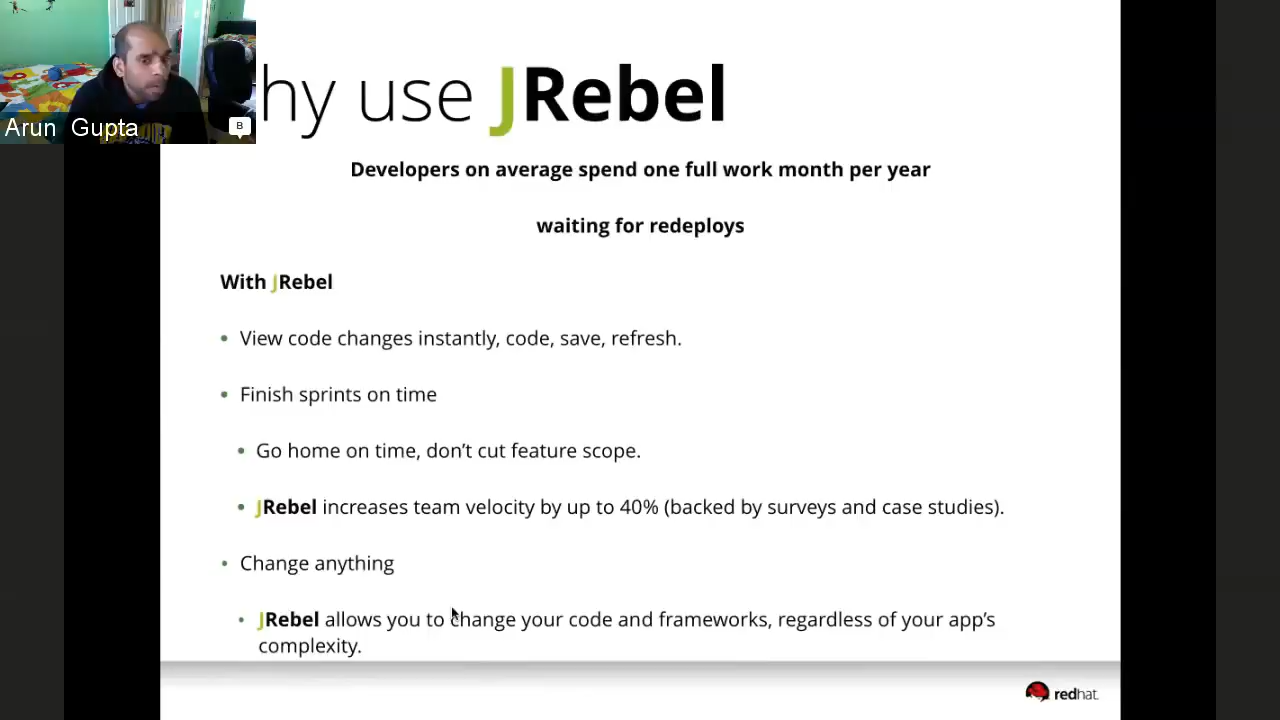 hy use JRebel
Arun Gupta
B
Developers on average spend one full work month per year
waiting for redeploys
With JRebel
• View code changes instantly, code, save, refresh.
• Finish sprints on time
• Go home on time, don’t cut feature scope.
• JRebel increases team velocity by up to 40% (backed by surveys and case studies).
• Change anything
• JRebel allows you to change your code and frameworks, regardless of your app’s
complexity.
redhat.